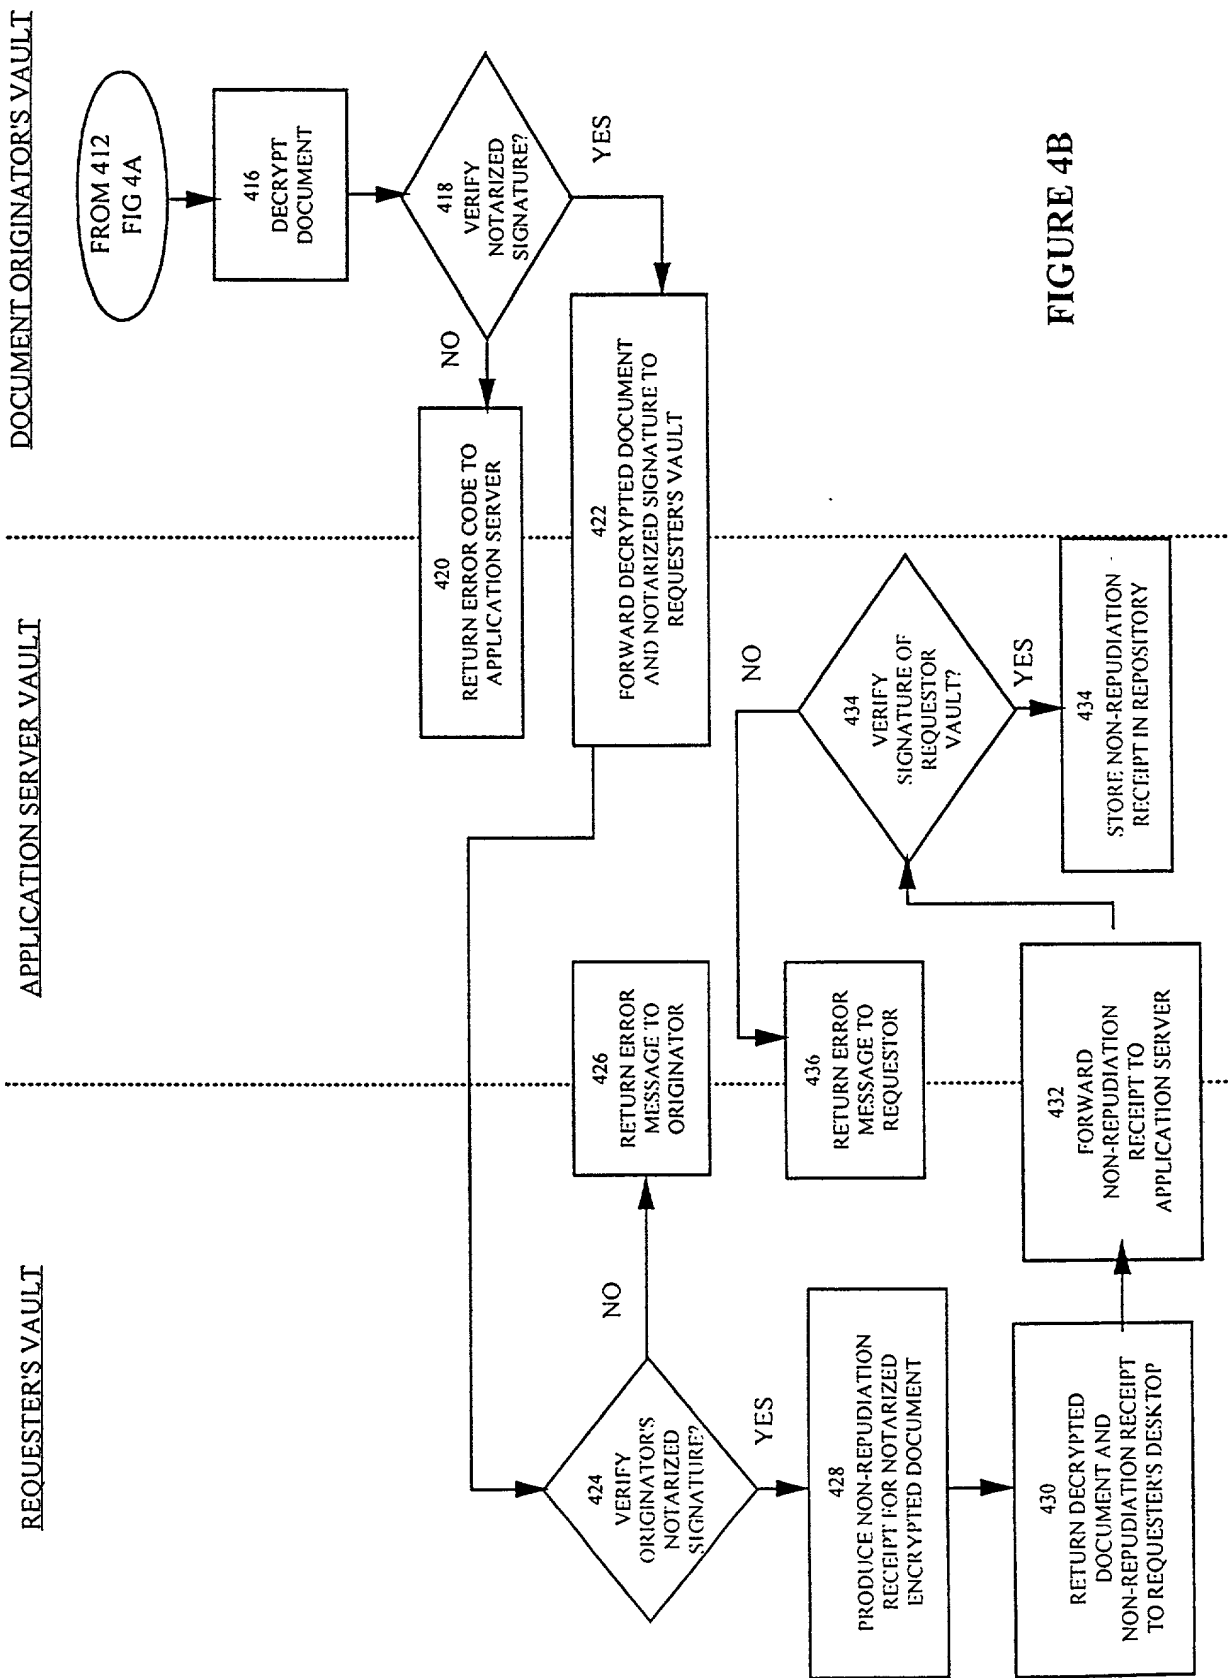 REQUESTER'S VAULT
APPLICATION SERVER VAULT
DOCUMENT ORIGINATOR'S VAULT
FROM 412
FIG 4A
416
DECRYPT
DOCUMENT
418
VERIFY
NOTARIZED
SIGNATURE?
NO
YES
420
RETURN ERROR CODE TO
APPLICATION SERVER
422
FORWARD DECRYPTED DOCUMENT
AND NOTARIZED SIGNATURE TO
REQUESTER'S VAULT
424
VERIFY
ORIGINATOR'S
NOTARIZED
SIGNATURE?
NO
YES
426
RETURN ERROR
MESSAGE TO
ORIGINATOR
428
PRODUCE NON-REPUDIATION
RECEIPT FOR NOTARIZED
ENCRYPTED DOCUMENT
430
RETURN DECRYPTED
DOCUMENT AND
NON-REPUDIATION RECEIPT
TO REQUESTER'S DESKTOP
432
FORWARD
NON-REPUDIATION
RECEIPT TO
APPLICATION SERVER
434
VERIFY
SIGNATURE OF
REQUESTOR
VAULT?
NO
YES
436
RETURN ERROR
MESSAGE TO
REQUESTOR
434
STORE NON-REPUDIATION
RECEIPT IN REPOSITORY
FIGURE 4B